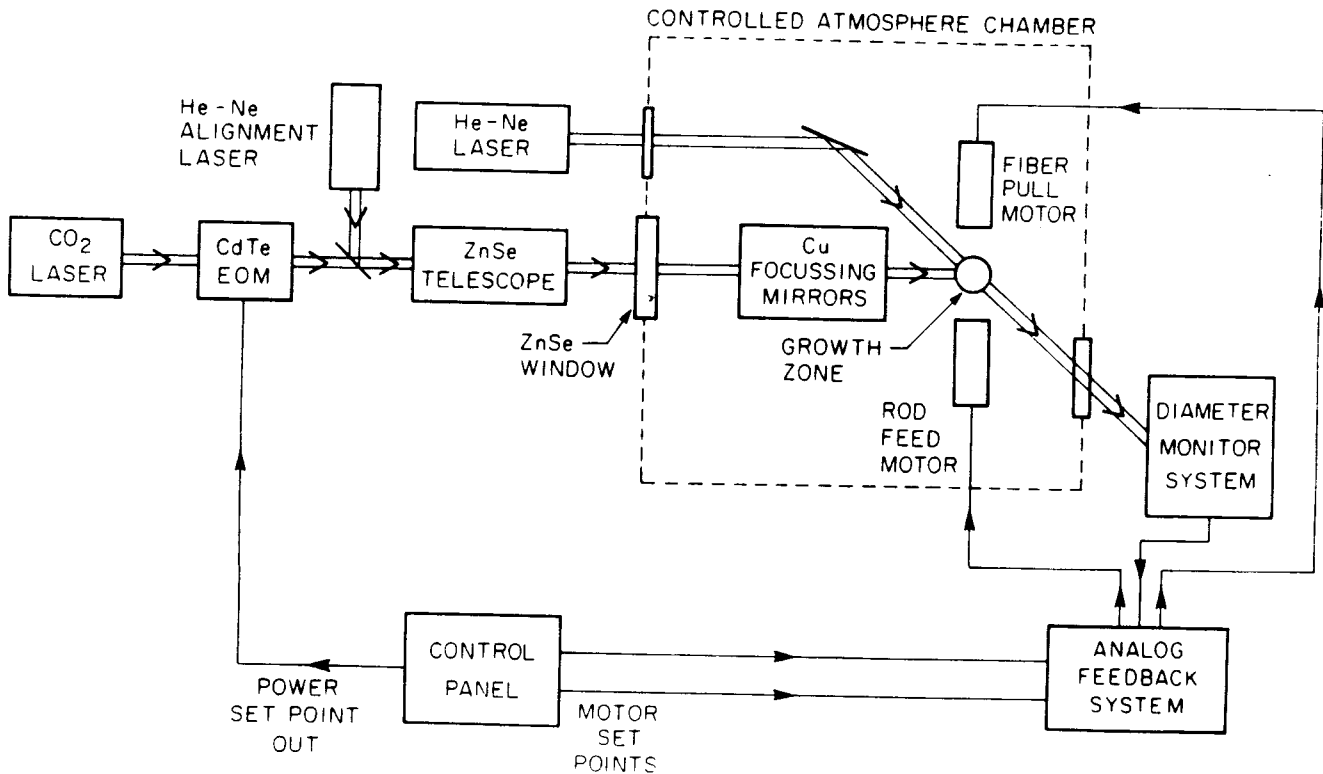 CONTROLLED ATMOSPHERE CHAMBER
He-Ne
ALIGNMENT
LASER
He-Ne
LASER
FIBER
PULL
MOTOR
CO2
LASER
CdTe
EOM
ZnSe
TELESCOPE
Cu
FOCUSSING
MIRRORS
ZnSe
WINDOW
GROWTH
ZONE
ROD
FEED
MOTOR
DIAMETER
MONITOR
SYSTEM
CONTROL
PANEL
ANALOG
FEEDBACK
SYSTEM
POWER
SET POINT
OUT
MOTOR
SET
POINTS